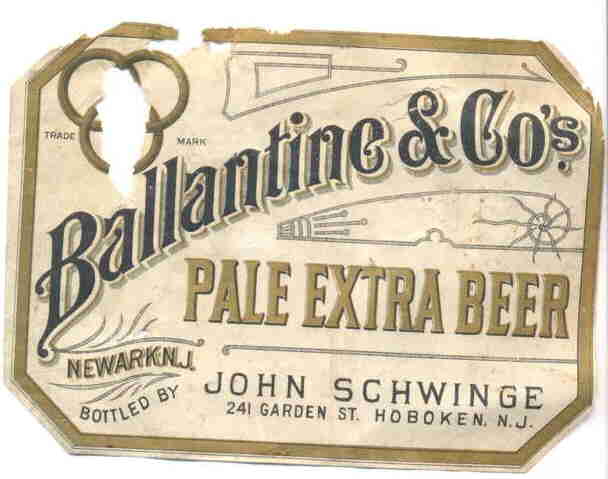 TRADE MARK
Ballantine & Co's
PALE EXTRA BEER
NEWARK N.J.
BOTTLED BY JOHN SCHWINGE
241 GARDEN ST. HOBOKEN, N.J.